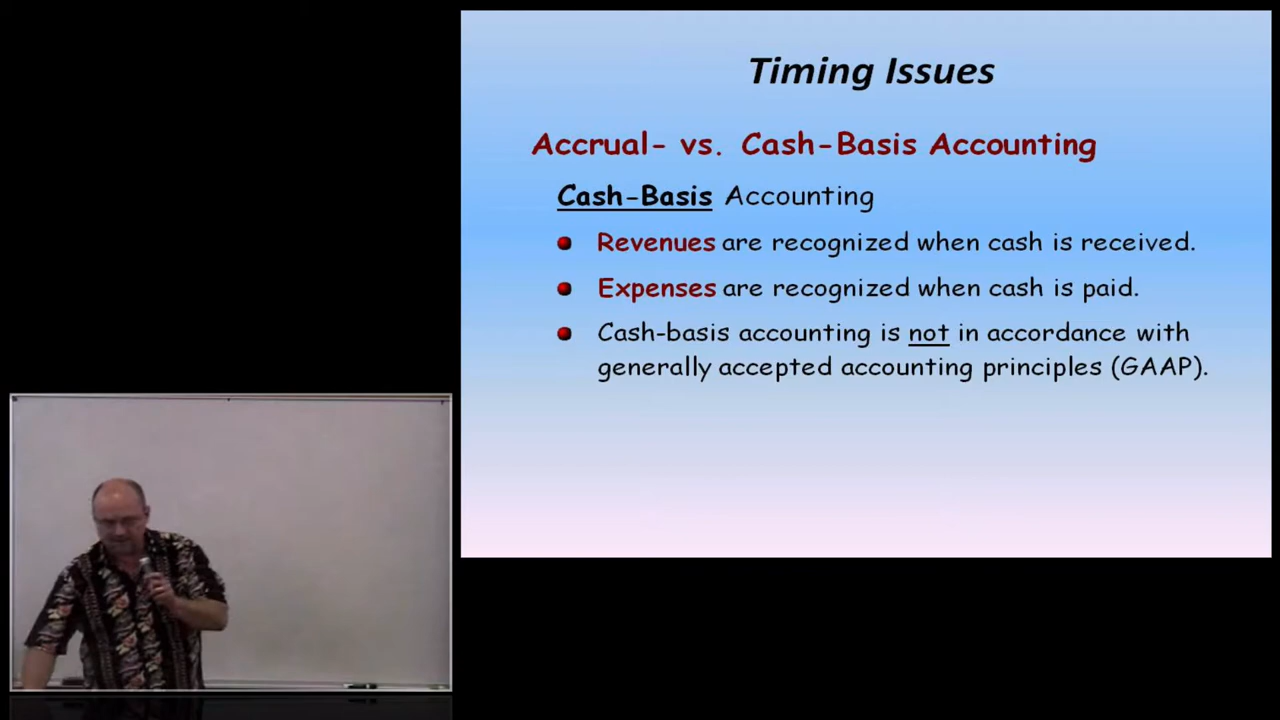 Timing Issues
Accrual- vs. Cash-Basis Accounting
Cash-Basis Accounting
Revenues are recognized when cash is received.
Expenses are recognized when cash is paid.
Cash-basis accounting is not in accordance with
generally accepted accounting principles (GAAP).